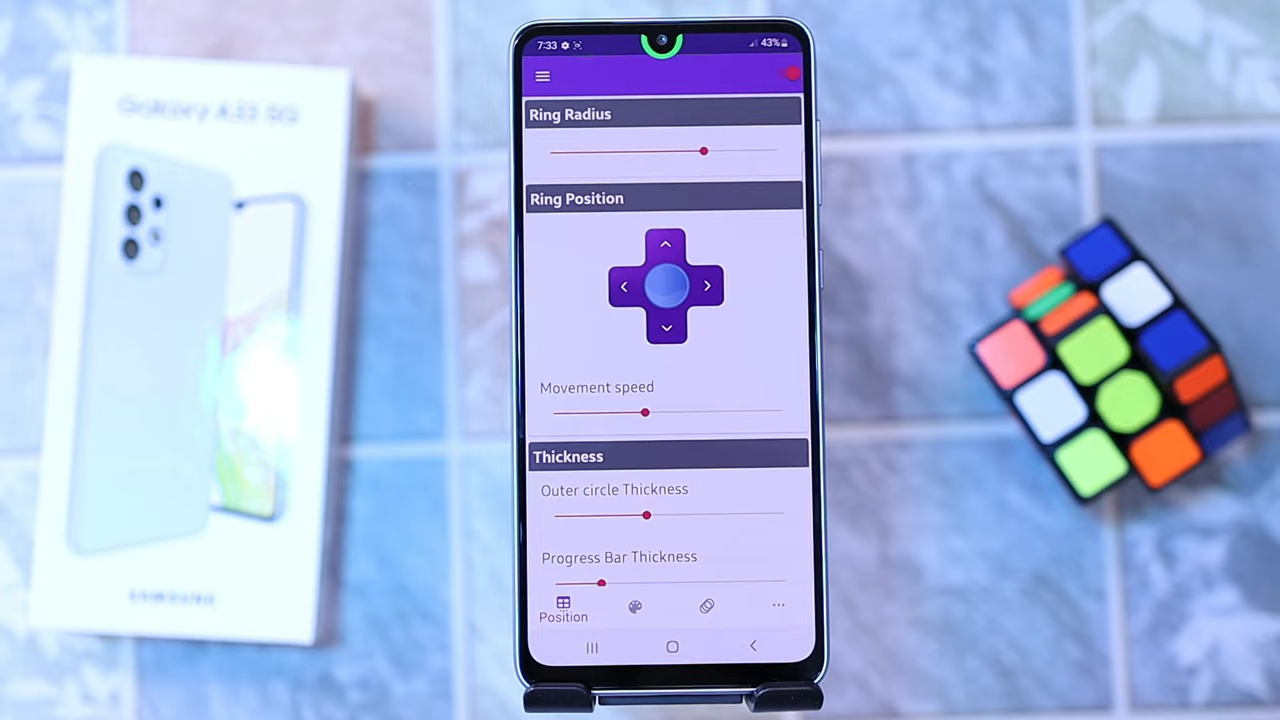 Galaxy A33 5G
SAMSUNG
7:33
43%
Ring Radius
Ring Position
Movement speed
Thickness
Outer circle Thickness
Progress Bar Thickness
Position